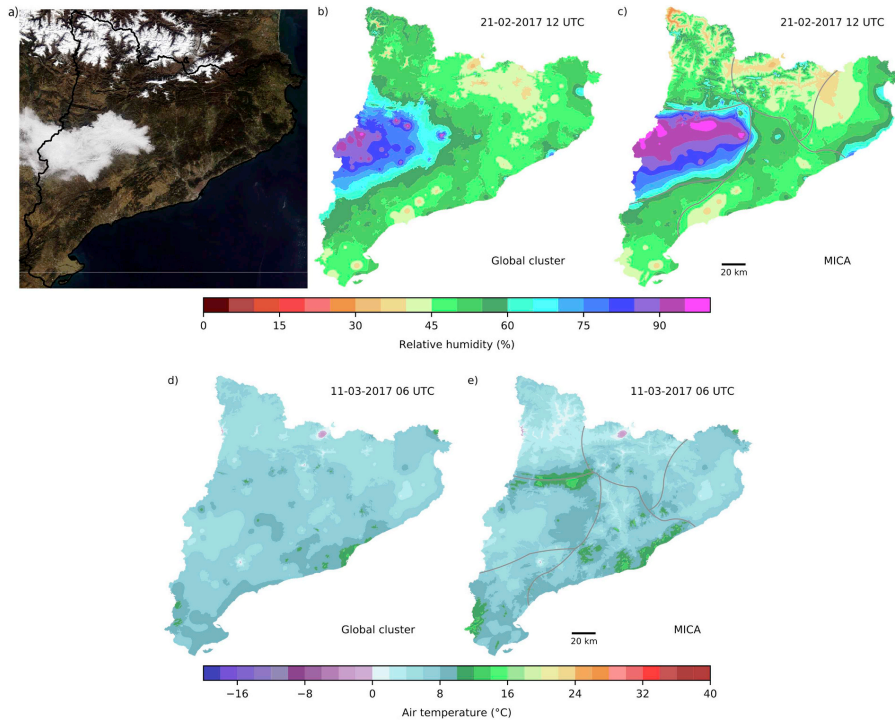 a)
b)
21-02-2017 12 UTC
c)
21-02-2017 12 UTC
Global cluster
20 km
MICA
0 15 30 45 60 75 90
Relative humidity (%)
d)
11-03-2017 06 UTC
e)
11-03-2017 06 UTC
Global cluster
20 km
MICA
−16 −8 0 8 16 24 32 40
Air temperature (°C)